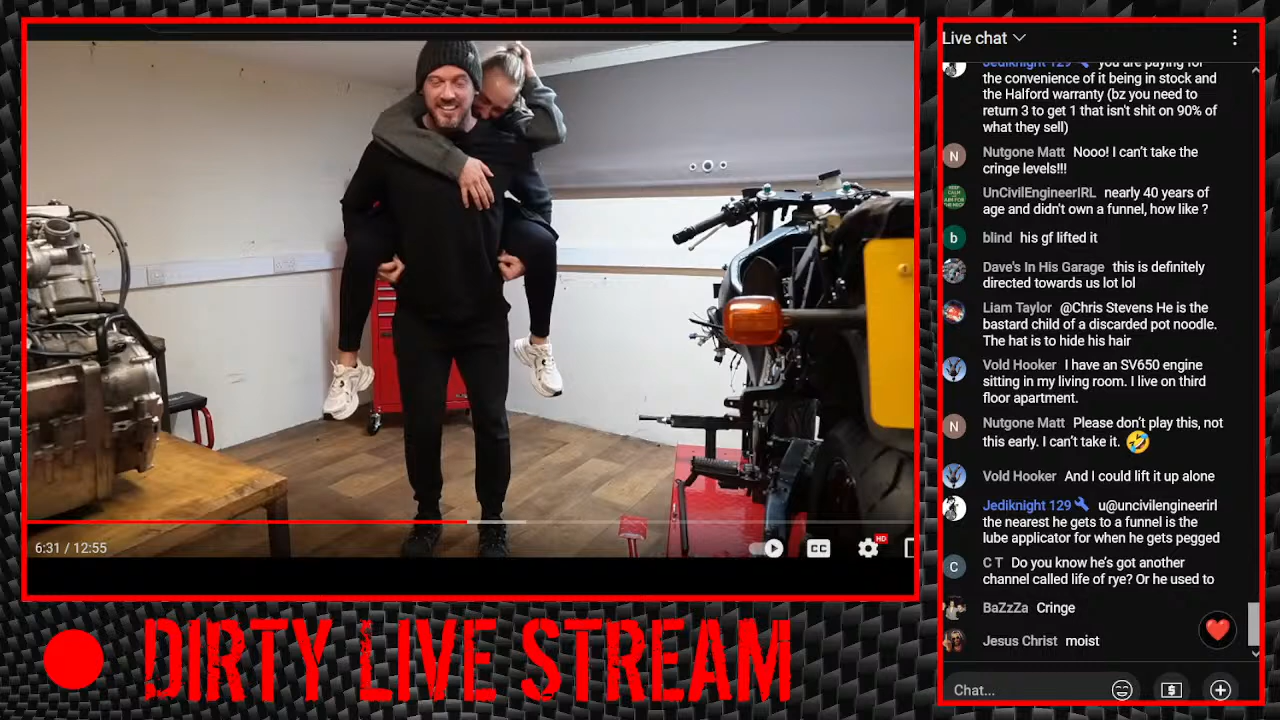 Live chat
Jediknight 129 you are paying for
the convenience of it being in stock and
the Halford warranty (bz you need to
return 3 to get 1 that isn't shit on 90% of
what they sell)
N
Nutgone Matt Nooo! I can't take the
cringe levels!!!
UnCivilEngineerIRL nearly 40 years of
age and didn't own a funnel, how like ?
b
blind his gf lifted it
Dave's In His Garage this is definitely
directed towards us lot lol
Liam Taylor @Chris Stevens He is the
bastard child of a discarded pot noodle.
The hat is to hide his hair
Vold Hooker I have an SV650 engine
sitting in my living room. I live on third
floor apartment.
N
Nutgone Matt Please don't play this, not
this early. I can't take it. 🤣
Vold Hooker And I could lift it up alone
Jediknight 129 u@uncivilengineerirl
the nearest he gets to a funnel is the
lube applicator for when he gets pegged
C
C T Do you know he's got another
channel called life of rye? Or he used to
BaZzZa Cringe
Jesus Christ moist
Chat...
6:31 / 12:55
CC
HD
DIRTY LIVE STREAM